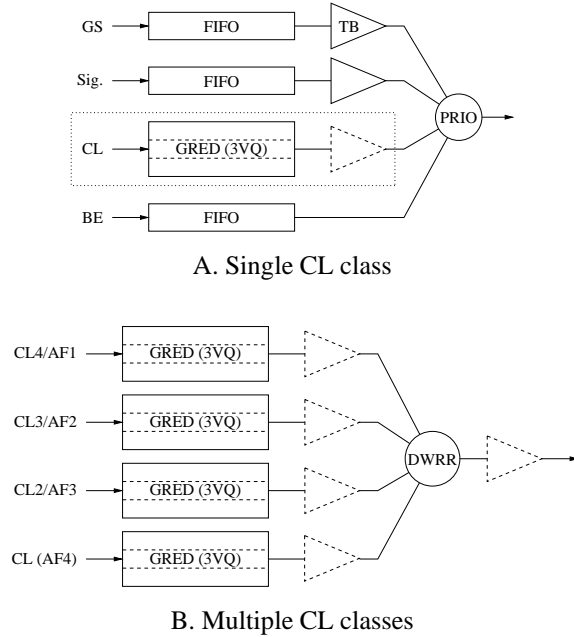 GS FIFO TB
Sig. FIFO
PRIO
CL GRED (3VQ)
BE FIFO
A. Single CL class
CL4/AF1 GRED (3VQ)
CL3/AF2 GRED (3VQ)
DWRR
CL2/AF3 GRED (3VQ)
CL (AF4) GRED (3VQ)
B. Multiple CL classes